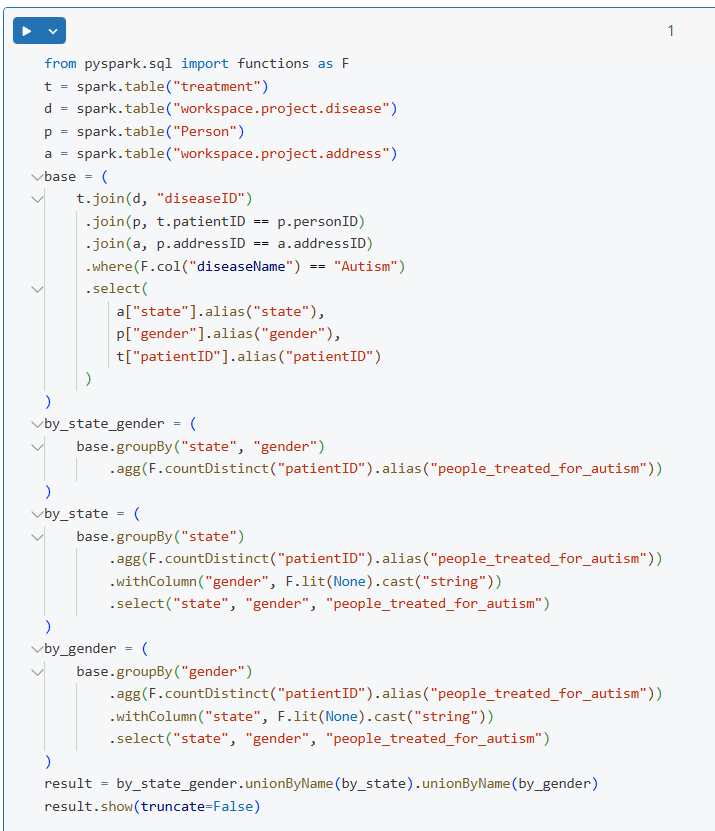 1
from pyspark.sql import functions as F
t = spark.table("treatment")
d = spark.table("workspace.project.disease")
p = spark.table("Person")
a = spark.table("workspace.project.address")
base = (
    t.join(d, "diseaseID")
     .join(p, t.patientID == p.personID)
     .join(a, p.addressID == a.addressID)
     .where(F.col("diseaseName") == "Autism")
     .select(
         a["state"].alias("state"),
         p["gender"].alias("gender"),
         t["patientID"].alias("patientID")
     )
)
by_state_gender = (
    base.groupBy("state", "gender")
        .agg(F.countDistinct("patientID").alias("people_treated_for_autism"))
)
by_state = (
    base.groupBy("state")
        .agg(F.countDistinct("patientID").alias("people_treated_for_autism"))
        .withColumn("gender", F.lit(None).cast("string"))
        .select("state", "gender", "people_treated_for_autism")
)
by_gender = (
    base.groupBy("gender")
        .agg(F.countDistinct("patientID").alias("people_treated_for_autism"))
        .withColumn("state", F.lit(None).cast("string"))
        .select("state", "gender", "people_treated_for_autism")
)
result = by_state_gender.unionByName(by_state).unionByName(by_gender)
result.show(truncate=False)